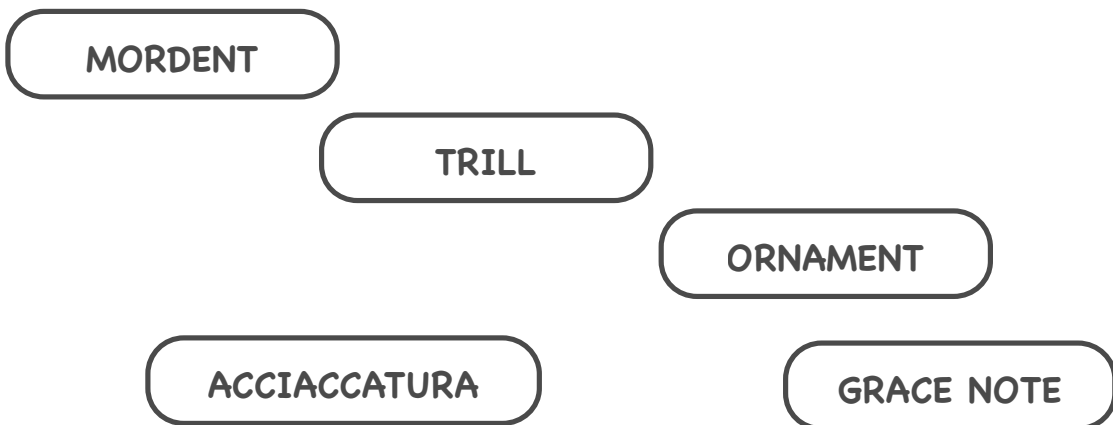 MORDENT
TRILL
ORNAMENT
ACCIACCATURA
GRACE NOTE